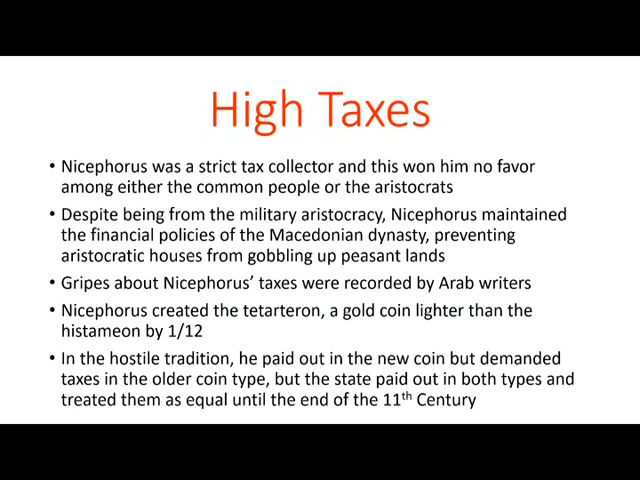 High Taxes
• Nicephorus was a strict tax collector and this won him no favor
among either the common people or the aristocrats
• Despite being from the military aristocracy, Nicephorus maintained
the financial policies of the Macedonian dynasty, preventing
aristocratic houses from gobbling up peasant lands
• Gripes about Nicephorus’ taxes were recorded by Arab writers
• Nicephorus created the tetarteron, a gold coin lighter than the
histameon by 1/12
• In the hostile tradition, he paid out in the new coin but demanded
taxes in the older coin type, but the state paid out in both types and
treated them as equal until the end of the 11th Century